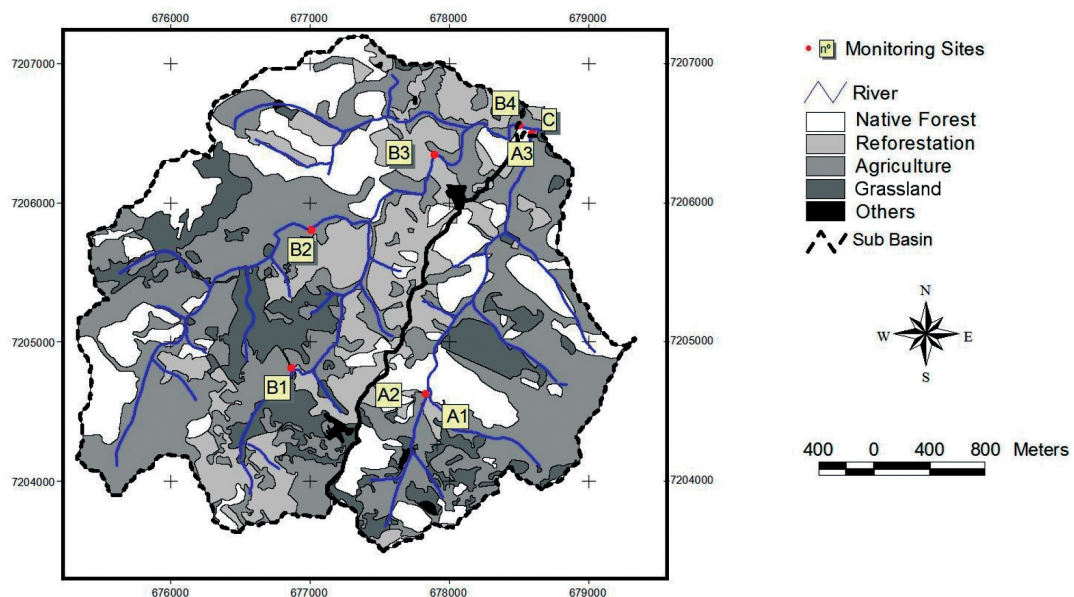 676000 677000 678000 679000
7207000 7207000
7206000 7206000
7205000 7205000
7204000 7204000
676000 677000 678000 679000
B4
C
B3
A3
B2
B1
A2
A1
nº Monitoring Sites
River
Native Forest
Reforestation
Agriculture
Grassland
Others
Sub Basin
N
W E
S
400 0 400 800 Meters